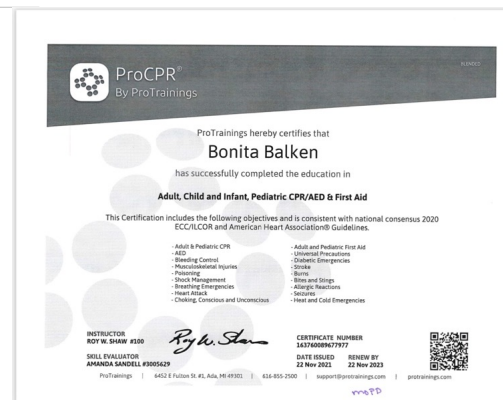 BLENDED
ProCPR®
By ProTrainings
ProTrainings hereby certifies that
Bonita Balken
has successfully completed the education in
Adult, Child and Infant, Pediatric CPR/AED & First Aid
This Certification includes the following objectives and is consistent with national consensus 2020
ECC/ILCOR and American Heart Association® Guidelines.
- Adult & Pediatric CPR
- AED
- Bleeding Control
- Musculoskeletal Injuries
- Poisoning
- Shock Management
- Breathing Emergencies
- Heart Attack
- Choking, Conscious and Unconscious
- Adult and Pediatric First Aid
- Universal Precautions
- Diabetic Emergencies
- Stroke
- Burns
- Bites and Stings
- Allergic Reactions
- Seizures
- Heat and Cold Emergencies
INSTRUCTOR
ROY W. SHAW #100
Roy W. Shaw
SKILL EVALUATOR
AMANDA SANDELL #3005629
CERTIFICATE NUMBER
163760089677977
DATE ISSUED RENEW BY
22 Nov 2021 22 Nov 2023
ProTrainings | 6452 E Fulton St. #1, Ada, MI 49301 | 616-855-2500 | support@protrainings.com | protrainings.com